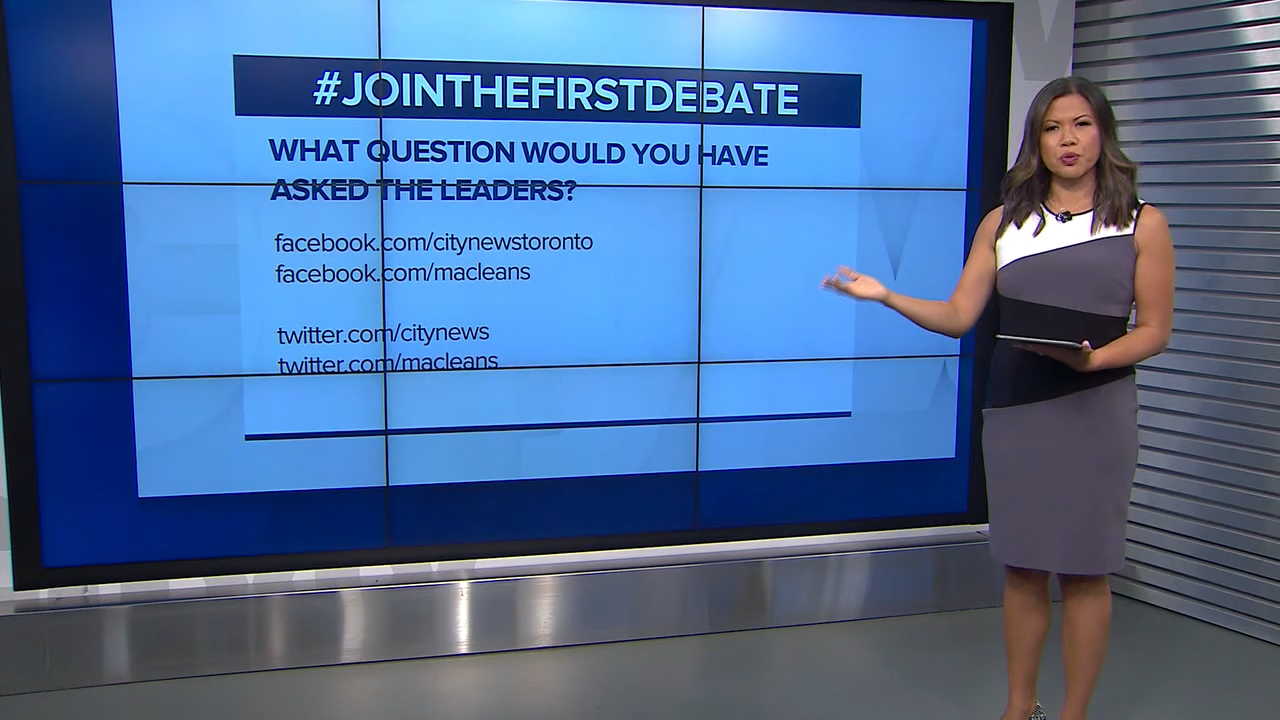 #JOINTHEFIRSTDEBATE
WHAT QUESTION WOULD YOU HAVE
ASKED THE LEADERS?
facebook.com/citynewstoronto
facebook.com/macleans
twitter.com/citynews
twitter.com/macleans